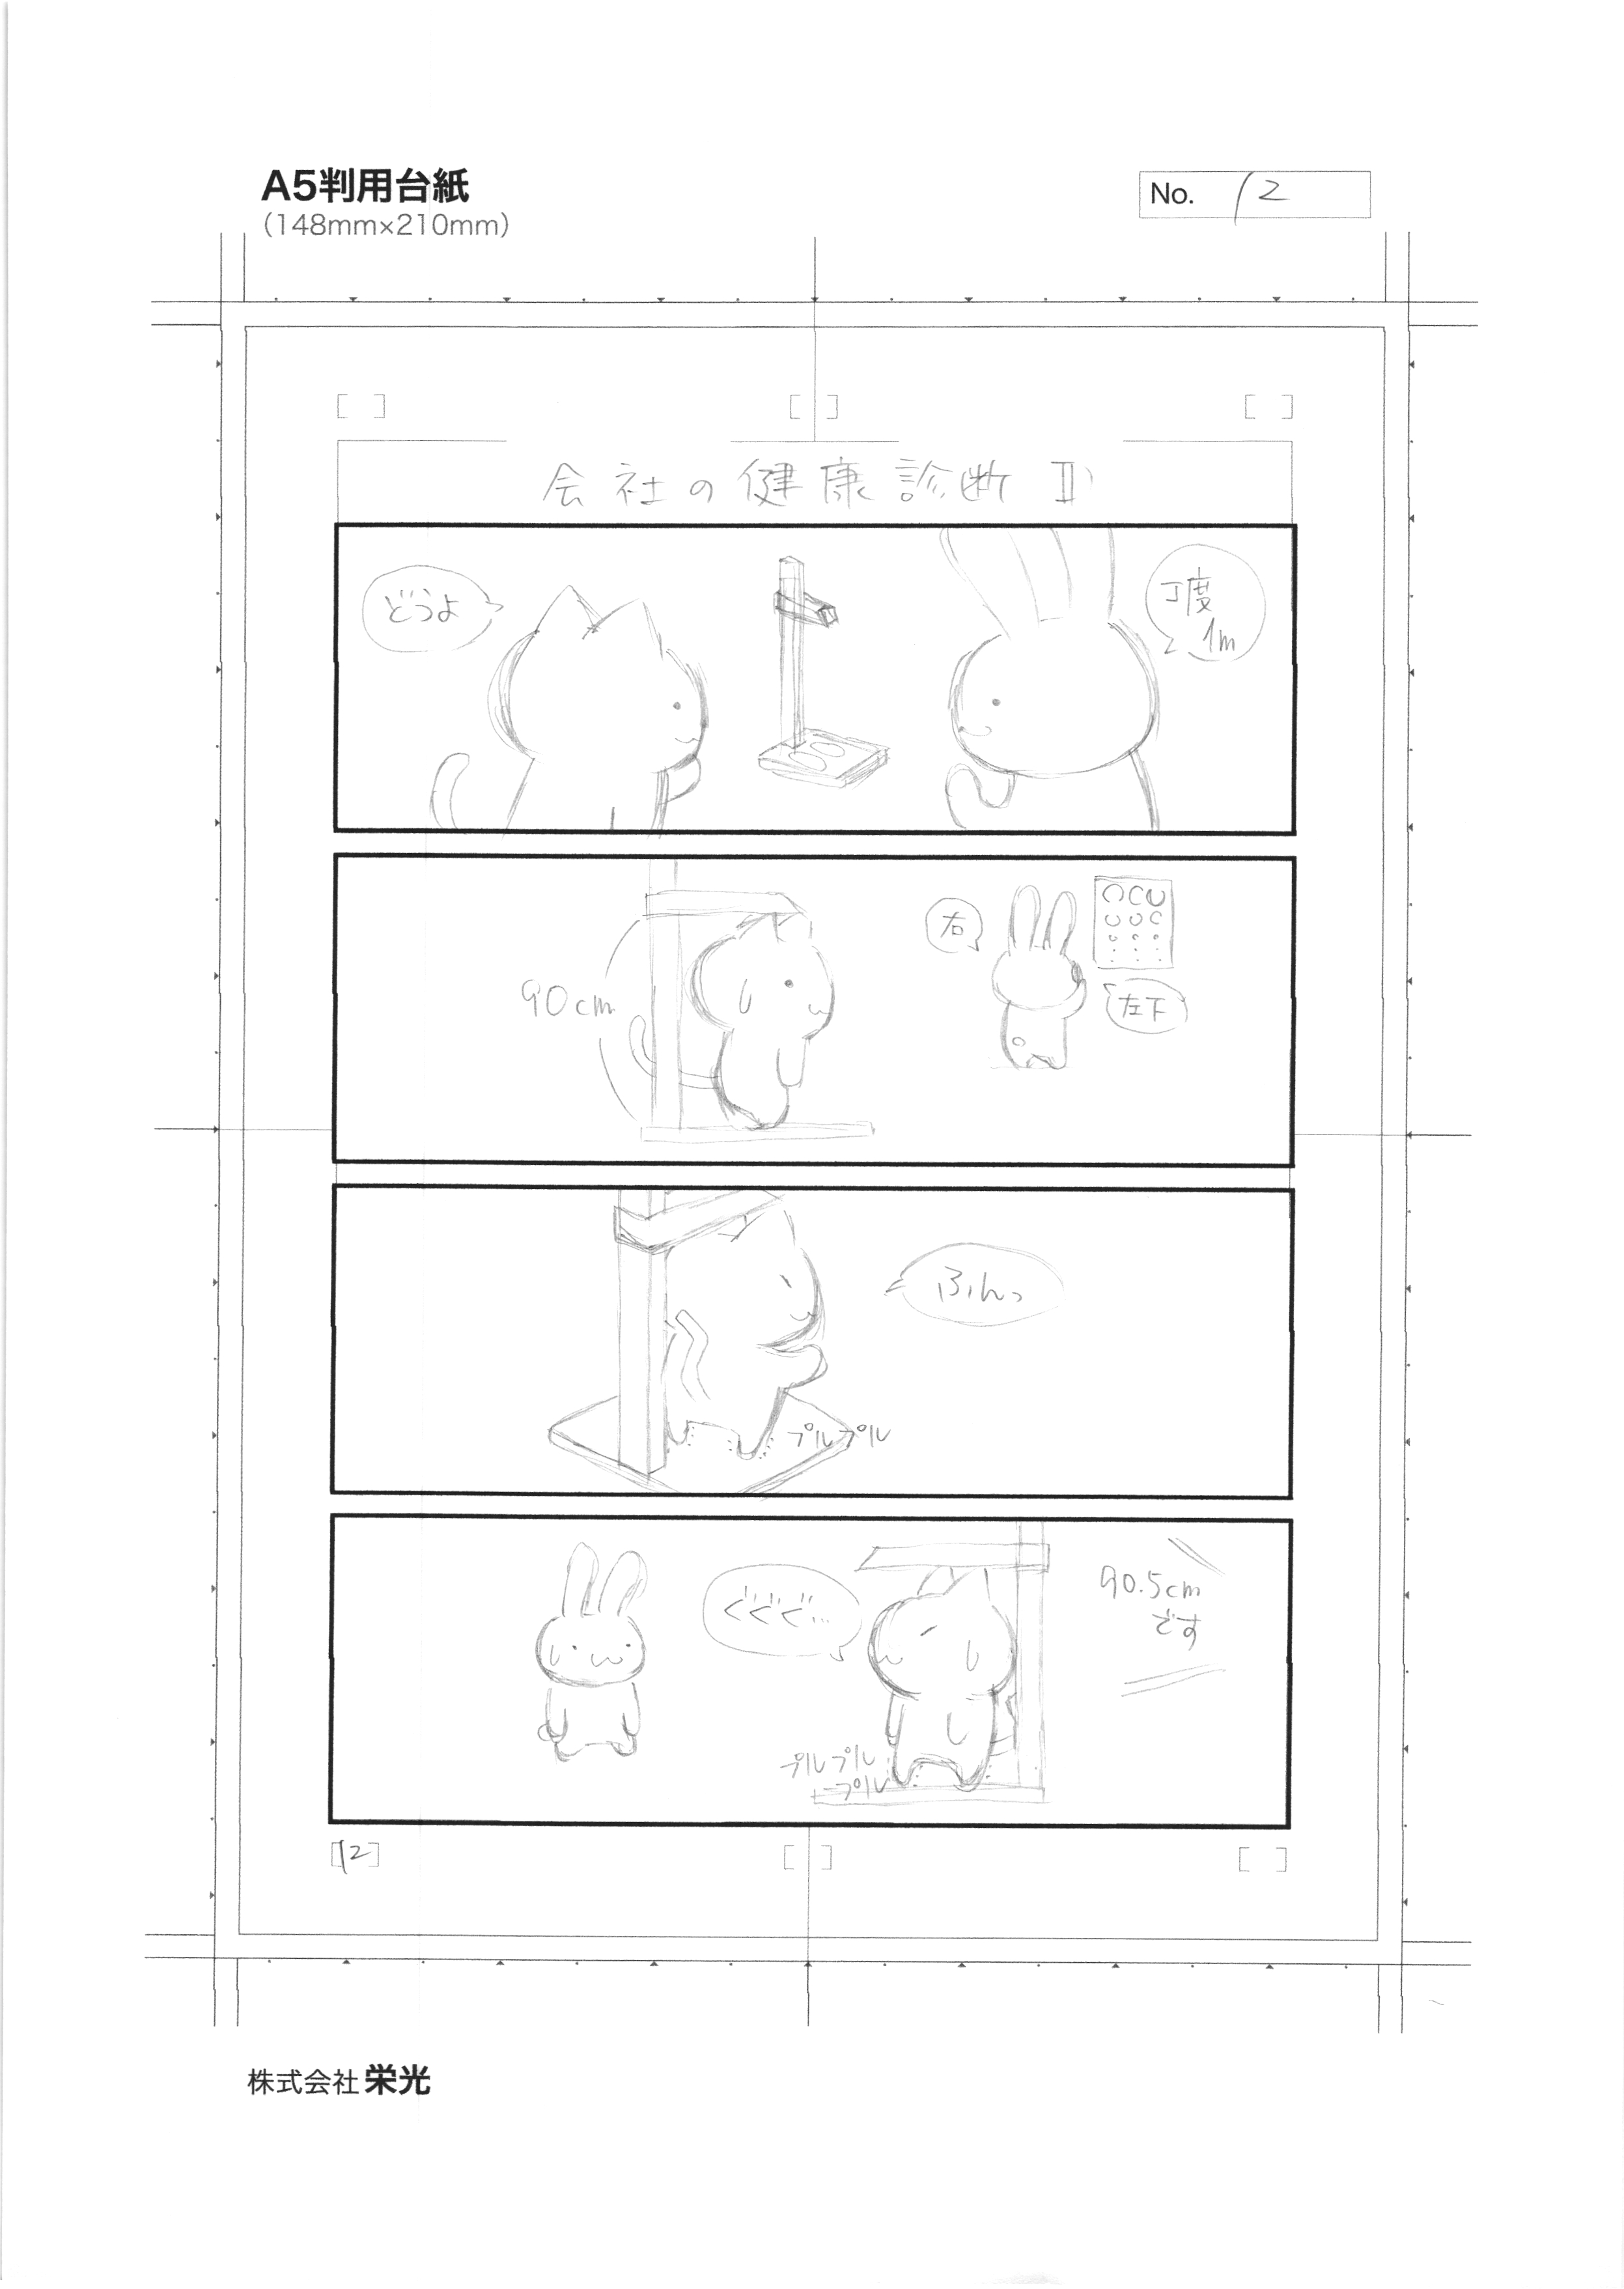 A5判用台紙
(148mm×210mm)
No. 12
会社の健康診断 II
どうよ
丁度
1m
90cm
右
左下
ふんっ
プルプル
ぐぐぐ…
90.5cm
です
プルプル
プル
[12]
株式会社 栄光